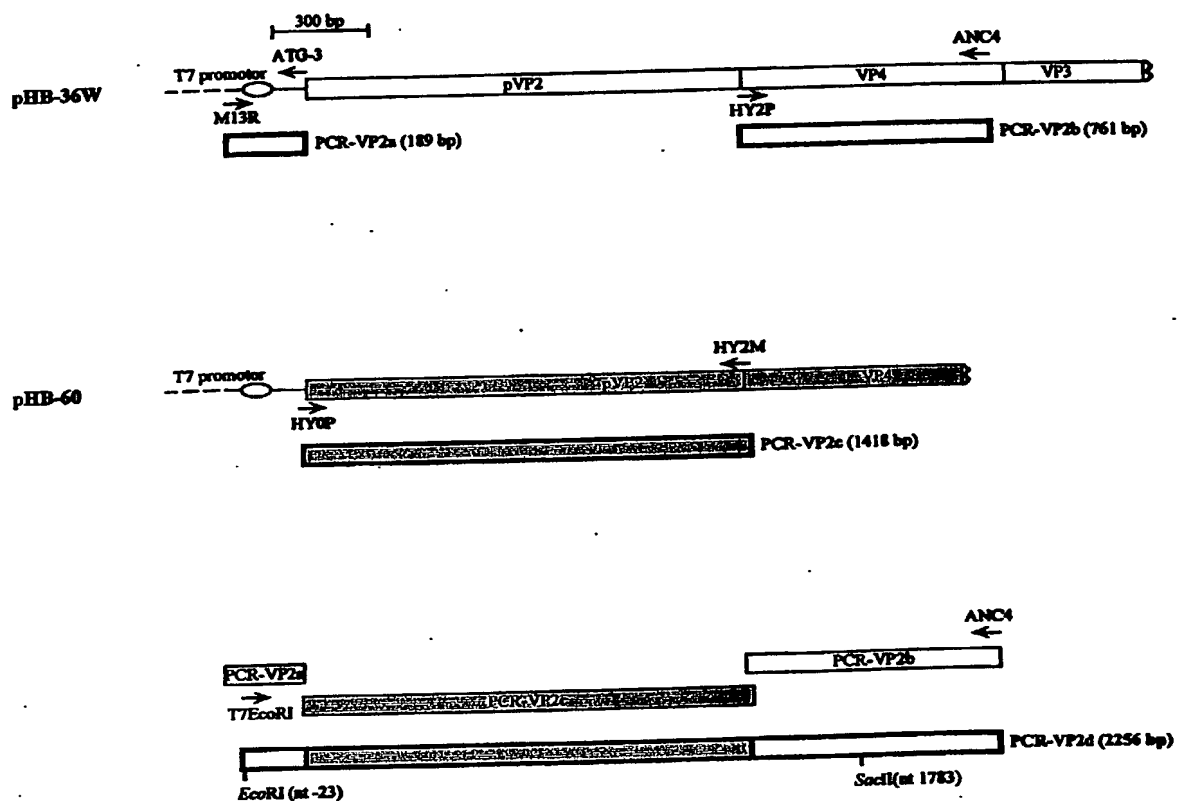 300 bp
ATG-3
ANC4
T7 promotor
pHB-36W
pVP2
VP4
VP3
M13R
HY2P
PCR-VP2a (189 bp)
PCR-VP2b (761 bp)
HY2M
T7 promotor
pHB-60
pVP2
VP4
HY0P
PCR-VP2c (1418 bp)
ANC4
PCR-VP2a
PCR-VP2b
T7EcoRI
PCR-VP2c
PCR-VP2d (2256 bp)
EcoRI (nt -23)
SacII(nt 1783)